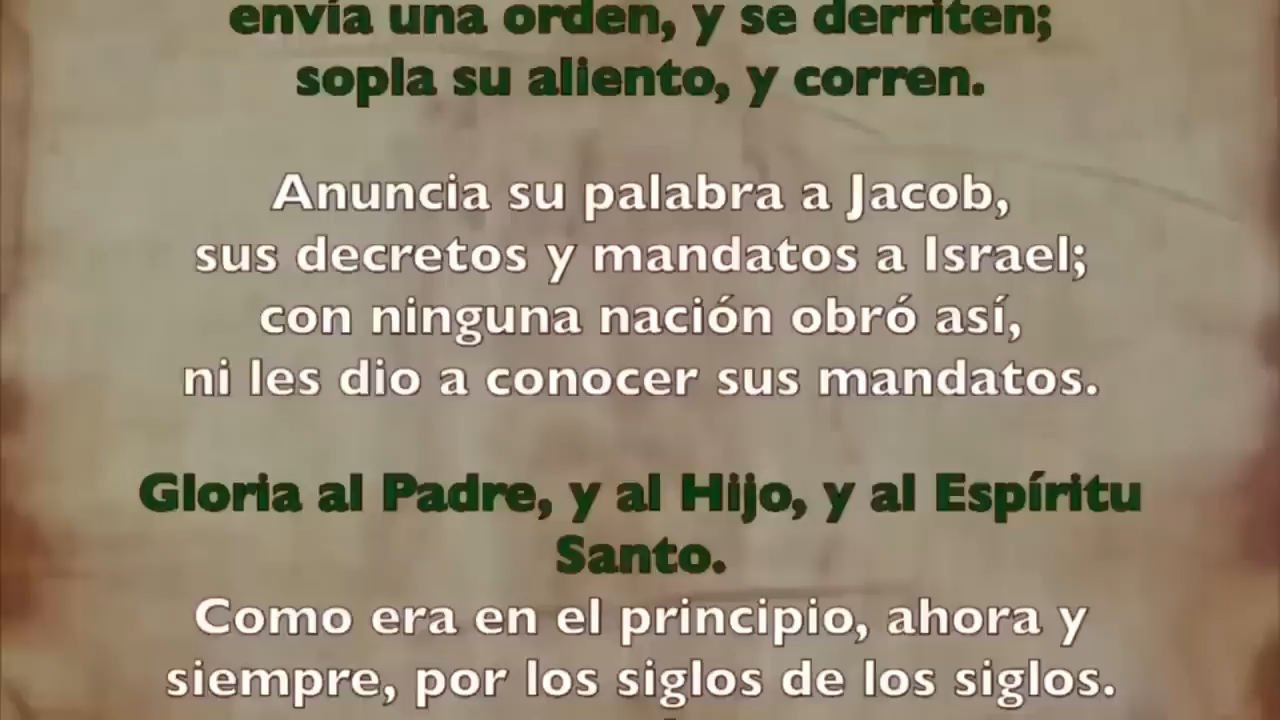 envía una orden, y se derriten;
sopla su aliento, y corren.
Anuncia su palabra a Jacob,
sus decretos y mandatos a Israel;
con ninguna nación obró así,
ni les dio a conocer sus mandatos.
Gloria al Padre, y al Hijo, y al Espíritu
Santo.
Como era en el principio, ahora y
siempre, por los siglos de los siglos.